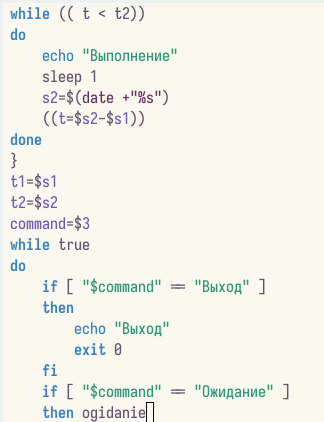 while (( t < t2))
do
    echo "Выполнение"
    sleep 1
    s2=$(date +"%s")
    ((t=$s2-$s1))
done
}
t1=$s1
t2=$s2
command=$3
while true
do
    if [ "$command" == "Выход" ]
    then
        echo "Выход"
        exit 0
    fi
    if [ "$command" == "Ожидание" ]
    then ogidanie